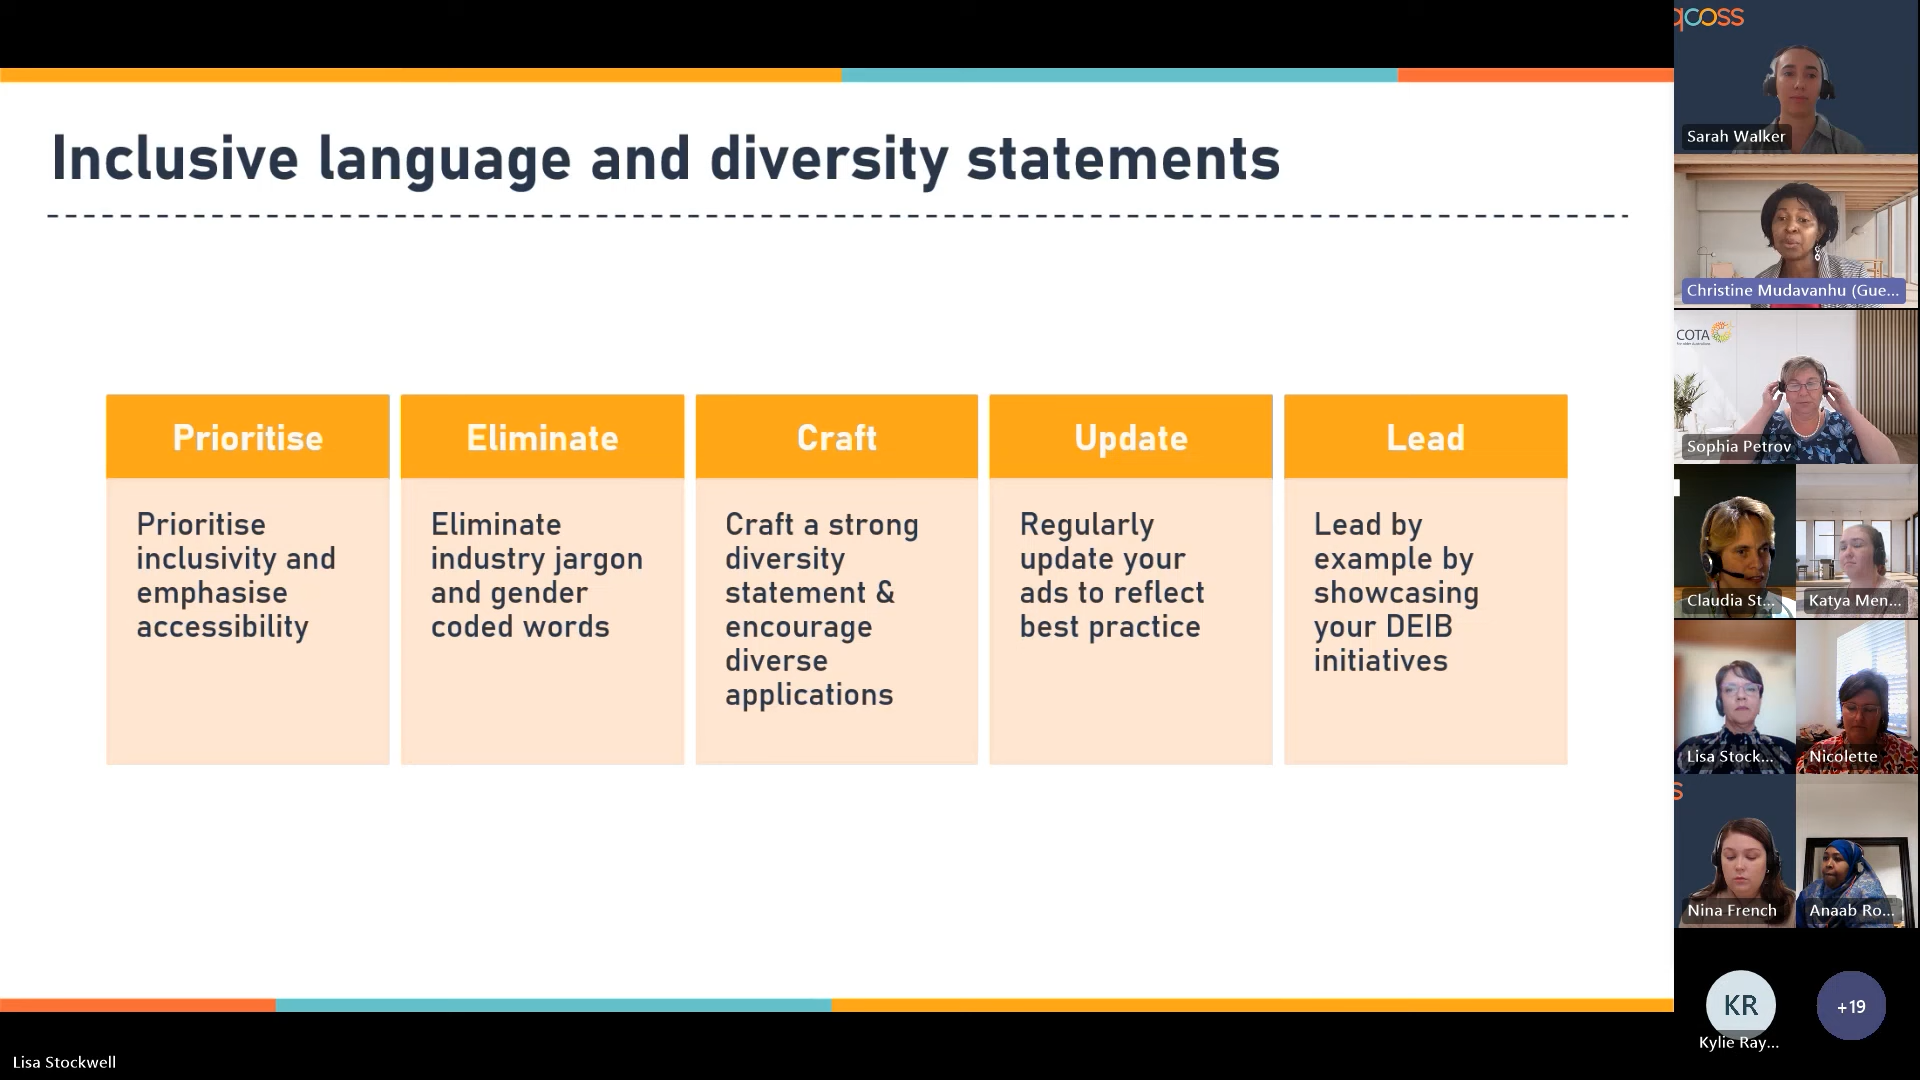 Inclusive language and diversity statements
Prioritise
Prioritise
inclusivity and
emphasise
accessibility
Eliminate
Eliminate
industry jargon
and gender
coded words
Craft
Craft a strong
diversity
statement &
encourage
diverse
applications
Update
Regularly
update your
ads to reflect
best practice
Lead
Lead by
example by
showcasing
your DEIB
initiatives
Lisa Stockwell
qcoss
Sarah Walker
Christine Mudavanhu (Gue...
COTA
Sophia Petrov
Claudia St...
Katya Men...
Lisa Stock...
Nicolette
s
Nina French
Anaab Ro...
KR
Kylie Ray...
+19